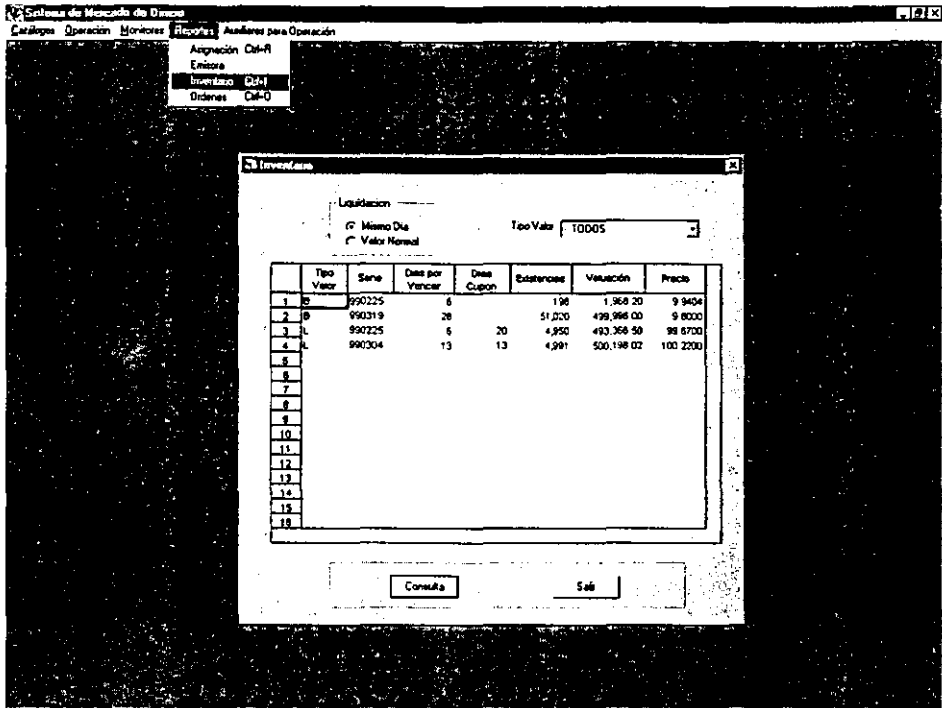 Sistema de Mercado de Dinero
Catálogos Operación Monitores Reportes Auxiliares para Operación
Asignación Ctrl+R
Emisora
Inventario Ctrl+I
Ordenes Ctrl+O
Inventario
Liquidacion
Mismo Dia
Valor Normal
Tipo Valor TODOS
Tipo Valor Serie Dias por Vencer Dias Cupon Existencias Valuación Precio
1 B 990225 6 198 1,968.20 9.9404
2 B 990319 28 51,020 499,996.00 9.8000
3 L 990225 6 20 4,950 493,366.50 99.6700
4 L 990304 13 13 4,991 500,198.02 100.2200
5
6
7
8
9
10
11
12
13
14
15
16
Consulta Salir